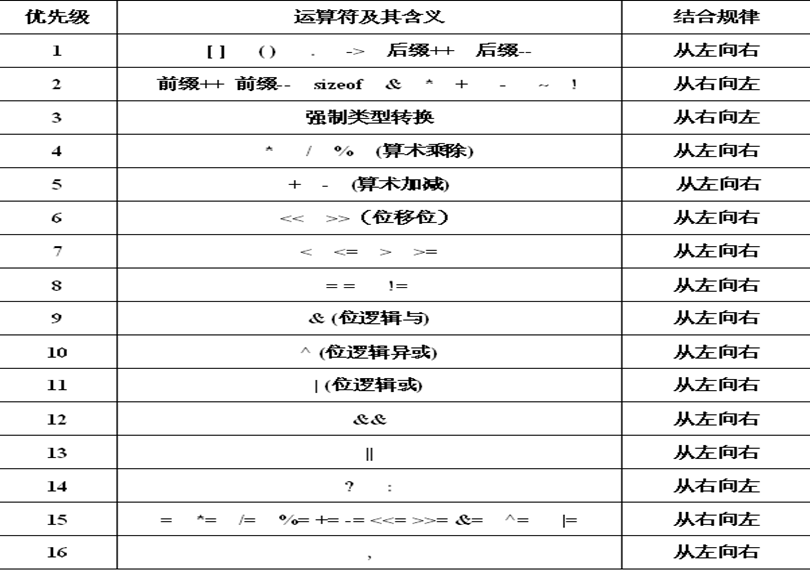 优先级 运算符及其含义 结合规律
1 [ ] ( ) . -> 后缀++ 后缀-- 从左向右
2 前缀++ 前缀-- sizeof & * + - ~ ! 从右向左
3 强制类型转换 从右向左
4 * / % (算术乘除) 从左向右
5 + - (算术加减) 从左向右
6 << >> (位移位) 从左向右
7 < <= > >= 从左向右
8 = = != 从左向右
9 & (位逻辑与) 从左向右
10 ^ (位逻辑异或) 从左向右
11 | (位逻辑或) 从左向右
12 && 从左向右
13 || 从左向右
14 ? : 从右向左
15 = *= /= %= += -= <<= >>= &= ^= |= 从右向左
16 , 从左向右